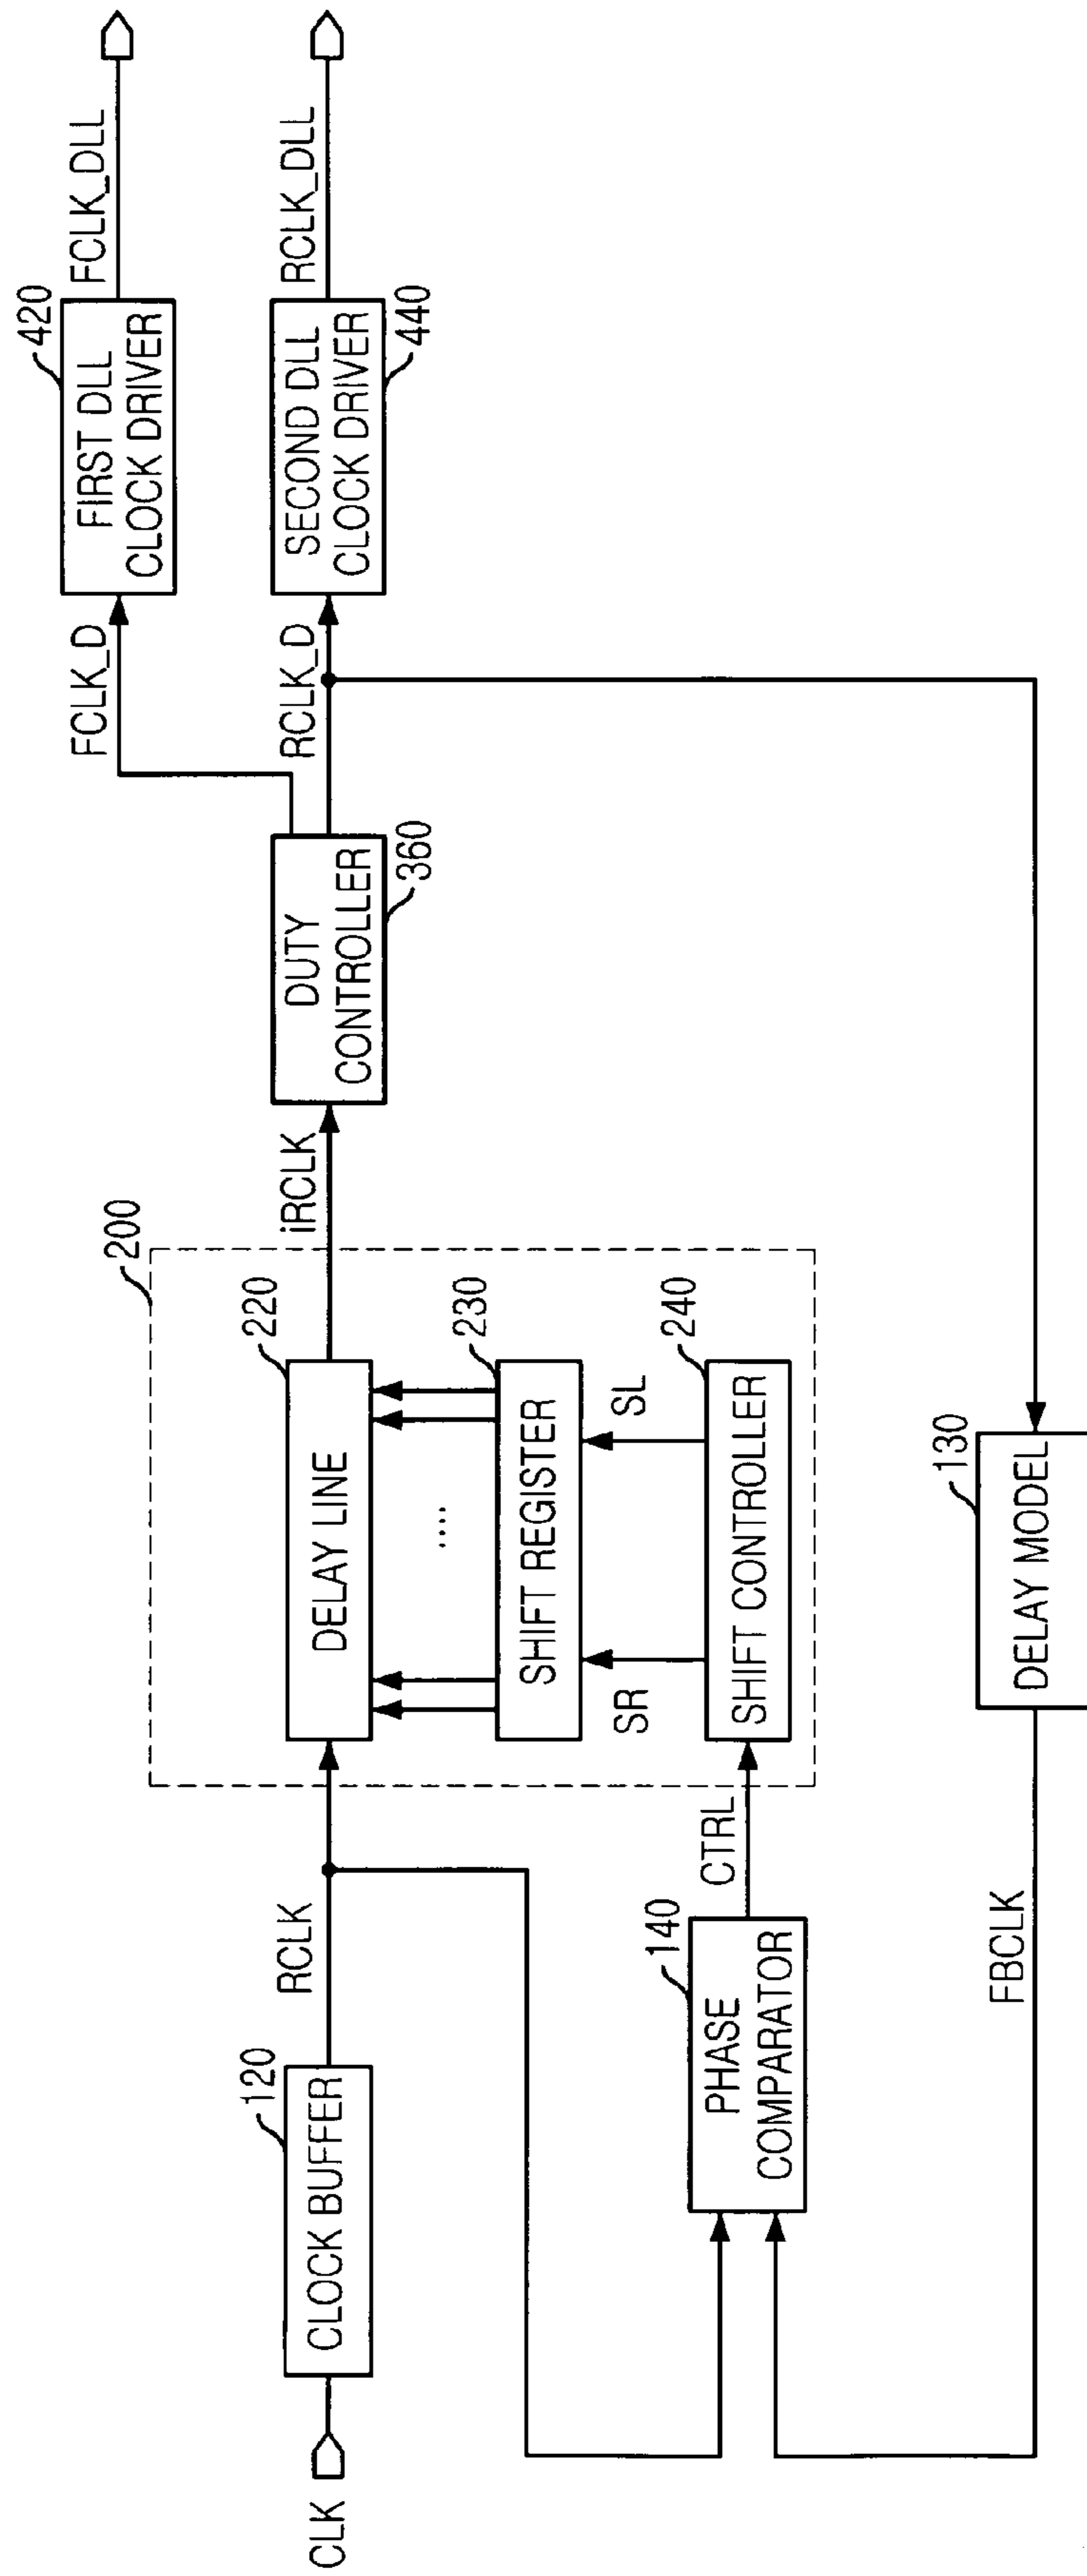 CLK
CLOCK BUFFER
120
RCLK
200
DELAY LINE
220
....
SHIFT REGISTER
230
SR
SL
SHIFT CONTROLLER
240
iRCLK
DUTY
CONTROLLER
360
FCLK_D
RCLK_D
FIRST DLL
CLOCK DRIVER
420
FCLK_DLL
SECOND DLL
CLOCK DRIVER
440
RCLK_DLL
PHASE
COMPARATOR
140
CTRL
FBCLK
DELAY MODEL
130